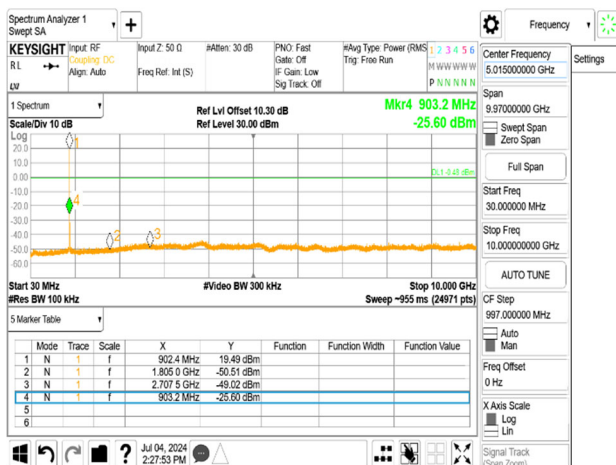 Spectrum Analyzer 1
Swept SA
+
Frequency
KEYSIGHT
RL
LXI
Input: RF
Coupling: DC
Align: Auto
Input Z: 50 Ω
Freq Ref: Int (S)
#Atten: 30 dB
PNO: Fast
Gate: Off
IF Gain: Low
Sig Track: Off
#Avg Type: Power (RMS
Trig: Free Run
1 2 3 4 5 6
M W W W W W
P N N N N N
1 Spectrum
Scale/Div 10 dB
Ref Lvl Offset 10.30 dB
Ref Level 30.00 dBm
Mkr4 903.2 MHz
-25.60 dBm
Log
20.0
10.0
0.00
-10.0
-20.0
-30.0
-40.0
-50.0
-60.0
1
4
2
3
DL1 -0.48 dBm
Start 30 MHz
#Video BW 300 kHz
Stop 10.000 GHz
#Res BW 100 kHz
Sweep ~955 ms (24971 pts)
5 Marker Table
Mode Trace Scale X Y Function Function Width Function Value
1 N 1 f 902.4 MHz 19.49 dBm
2 N 1 f 1.805 0 GHz -50.51 dBm
3 N 1 f 2.707 5 GHz -49.02 dBm
4 N 1 f 903.2 MHz -25.60 dBm
5
6
?
Jul 04, 2024
2:27:53 PM
Center Frequency
5.015000000 GHz
Settings
Span
9.97000000 GHz
Swept Span
Zero Span
Full Span
Start Freq
30.000000 MHz
Stop Freq
10.000000000 GHz
AUTO TUNE
CF Step
997.000000 MHz
Auto
Man
Freq Offset
0 Hz
X Axis Scale
Log
Lin
Signal Track
(Span Zoom)